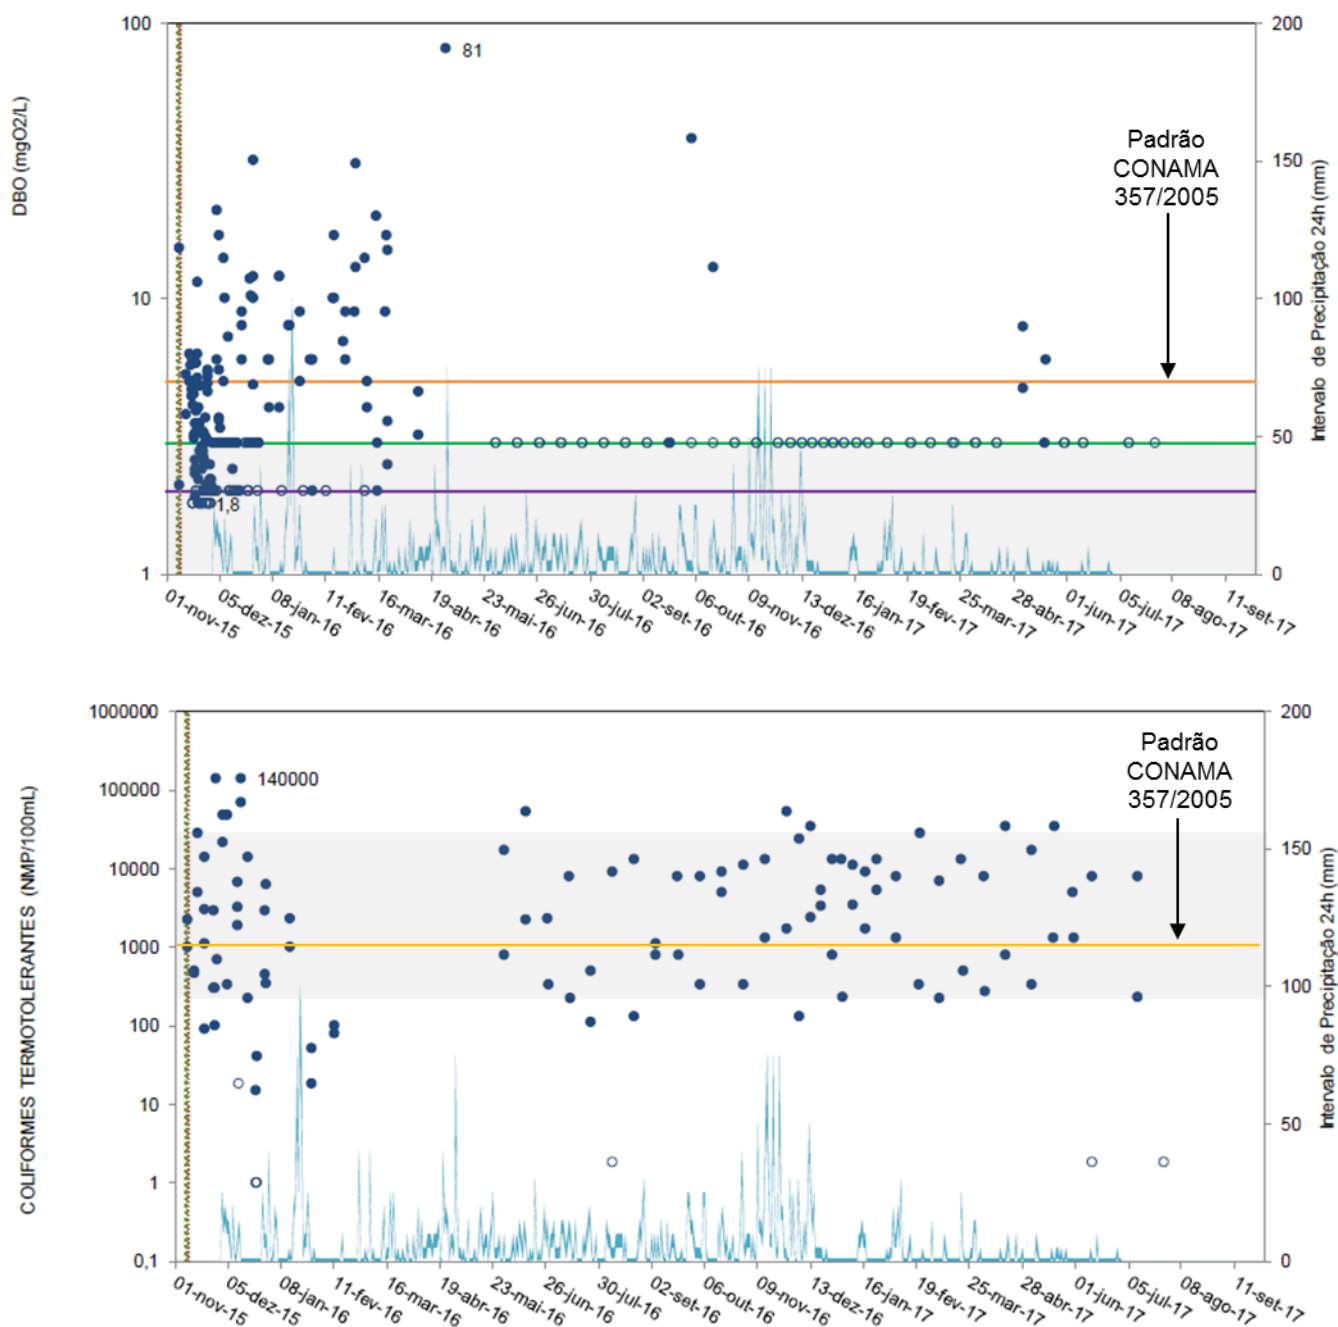 100
200
81
DBO (mgO2/L)
Padrão
CONAMA
357/2005
150
10
100
50
1,8
1
0
Intervalo de Precipitação 24h (mm)
01-nov-15
05-dez-15
08-jan-16
11-fev-16
16-mar-16
19-abr-16
23-mai-16
26-jun-16
30-jul-16
02-set-16
06-out-16
09-nov-16
13-dez-16
16-jan-17
19-fev-17
25-mar-17
28-abr-17
01-jun-17
05-jul-17
08-ago-17
11-set-17
1000000
200
Padrão
CONAMA
357/2005
140000
100000
150
10000
1000
100
100
10
50
1
0,1
0
COLIFORMES TERMOTOLERANTES (NMP/100mL)
Intervalo de Precipitação 24h (mm)
01-nov-15
05-dez-15
08-jan-16
11-fev-16
16-mar-16
19-abr-16
23-mai-16
26-jun-16
30-jul-16
02-set-16
06-out-16
09-nov-16
13-dez-16
16-jan-17
19-fev-17
25-mar-17
28-abr-17
01-jun-17
05-jul-17
08-ago-17
11-set-17